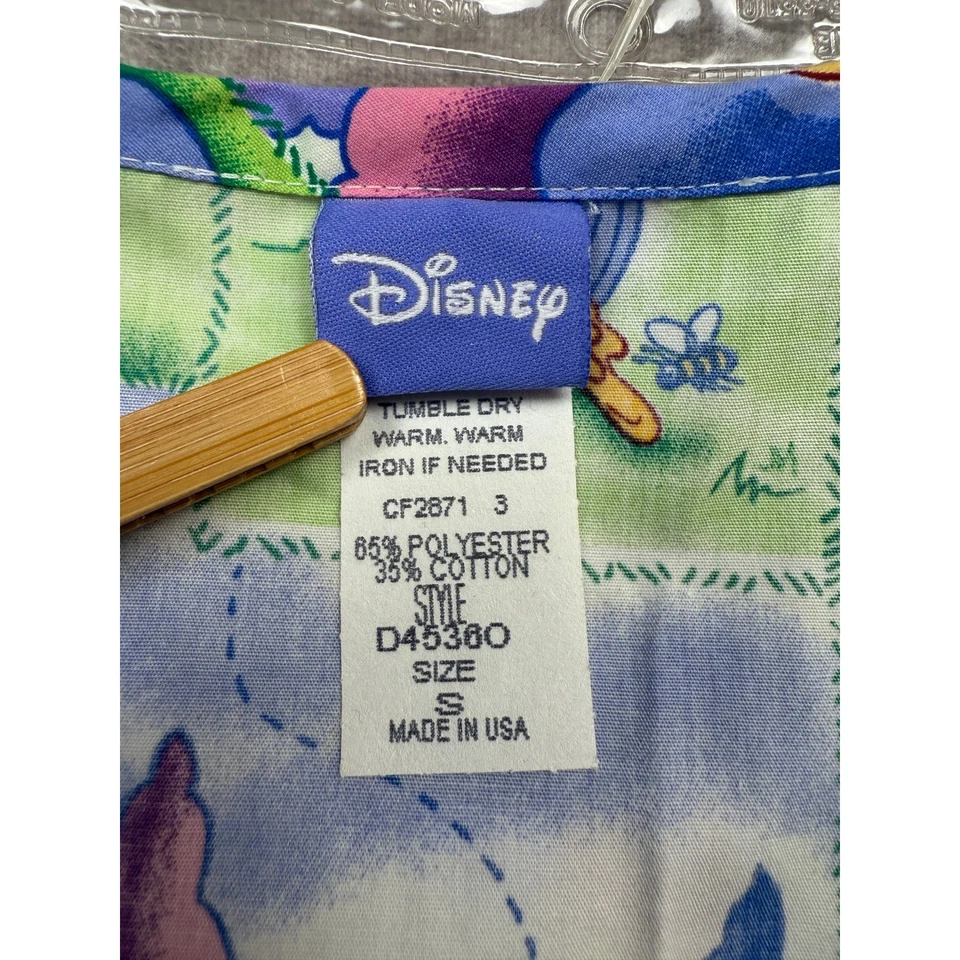 DISNEY
TUMBLE DRY
WARM. WARM
IRON IF NEEDED
CF2871 3
65% POLYESTER
35% COTTON
STYLE
D45360
SIZE
S
MADE IN USA